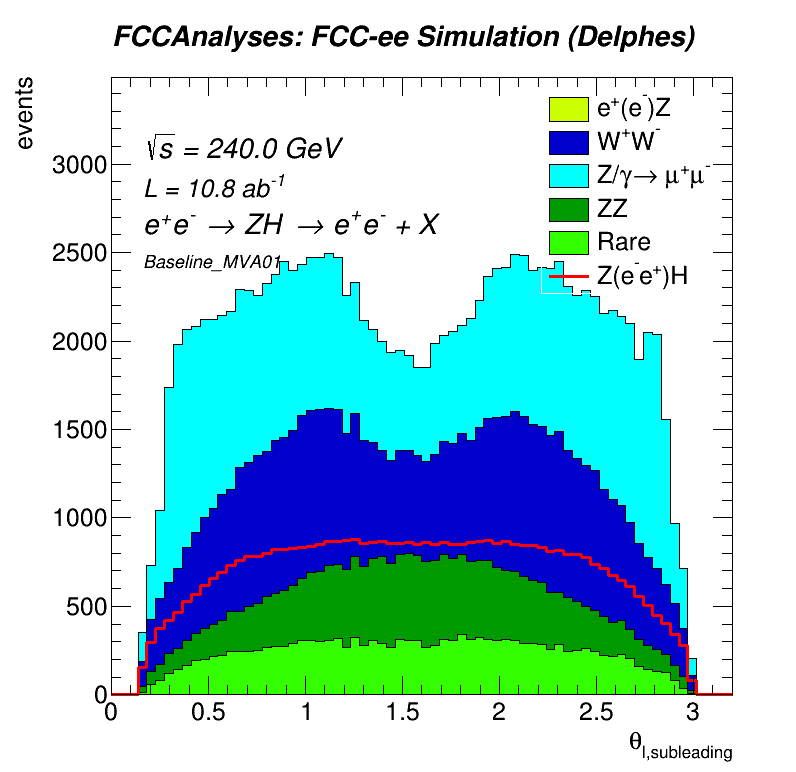 FCCAnalyses: FCC-ee Simulation (Delphes)
events
√s = 240.0 GeV
L = 10.8 ab⁻¹
e⁺e⁻ → ZH → e⁺e⁻ + X
Baseline_MVA01
e⁺(e⁻)Z
W⁺W⁻
Z/γ→ μ⁺μ⁻
ZZ
Rare
Z(e⁻e⁺)H
3000
2500
2000
1500
1000
500
0
0 0.5 1 1.5 2 2.5 3
θl,subleading